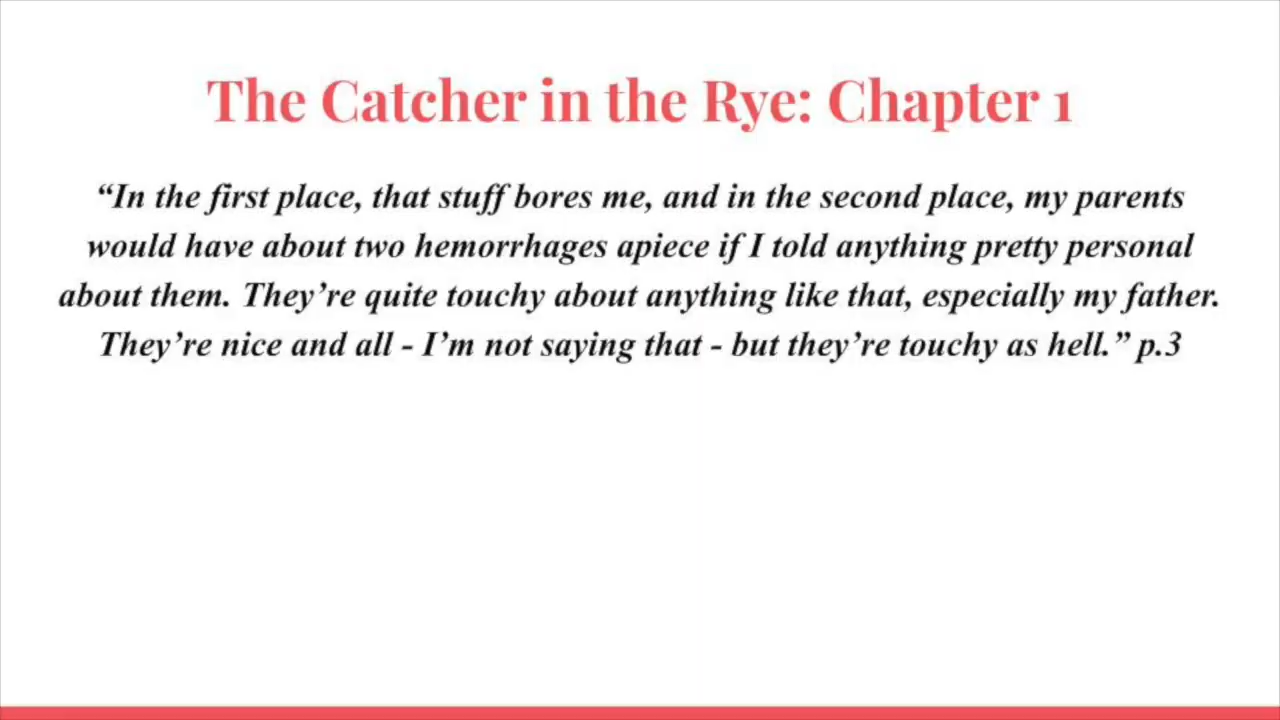 The Catcher in the Rye: Chapter 1
“In the first place, that stuff bores me, and in the second place, my parents
would have about two hemorrhages apiece if I told anything pretty personal
about them. They’re quite touchy about anything like that, especially my father.
They’re nice and all - I’m not saying that - but they’re touchy as hell.” p.3